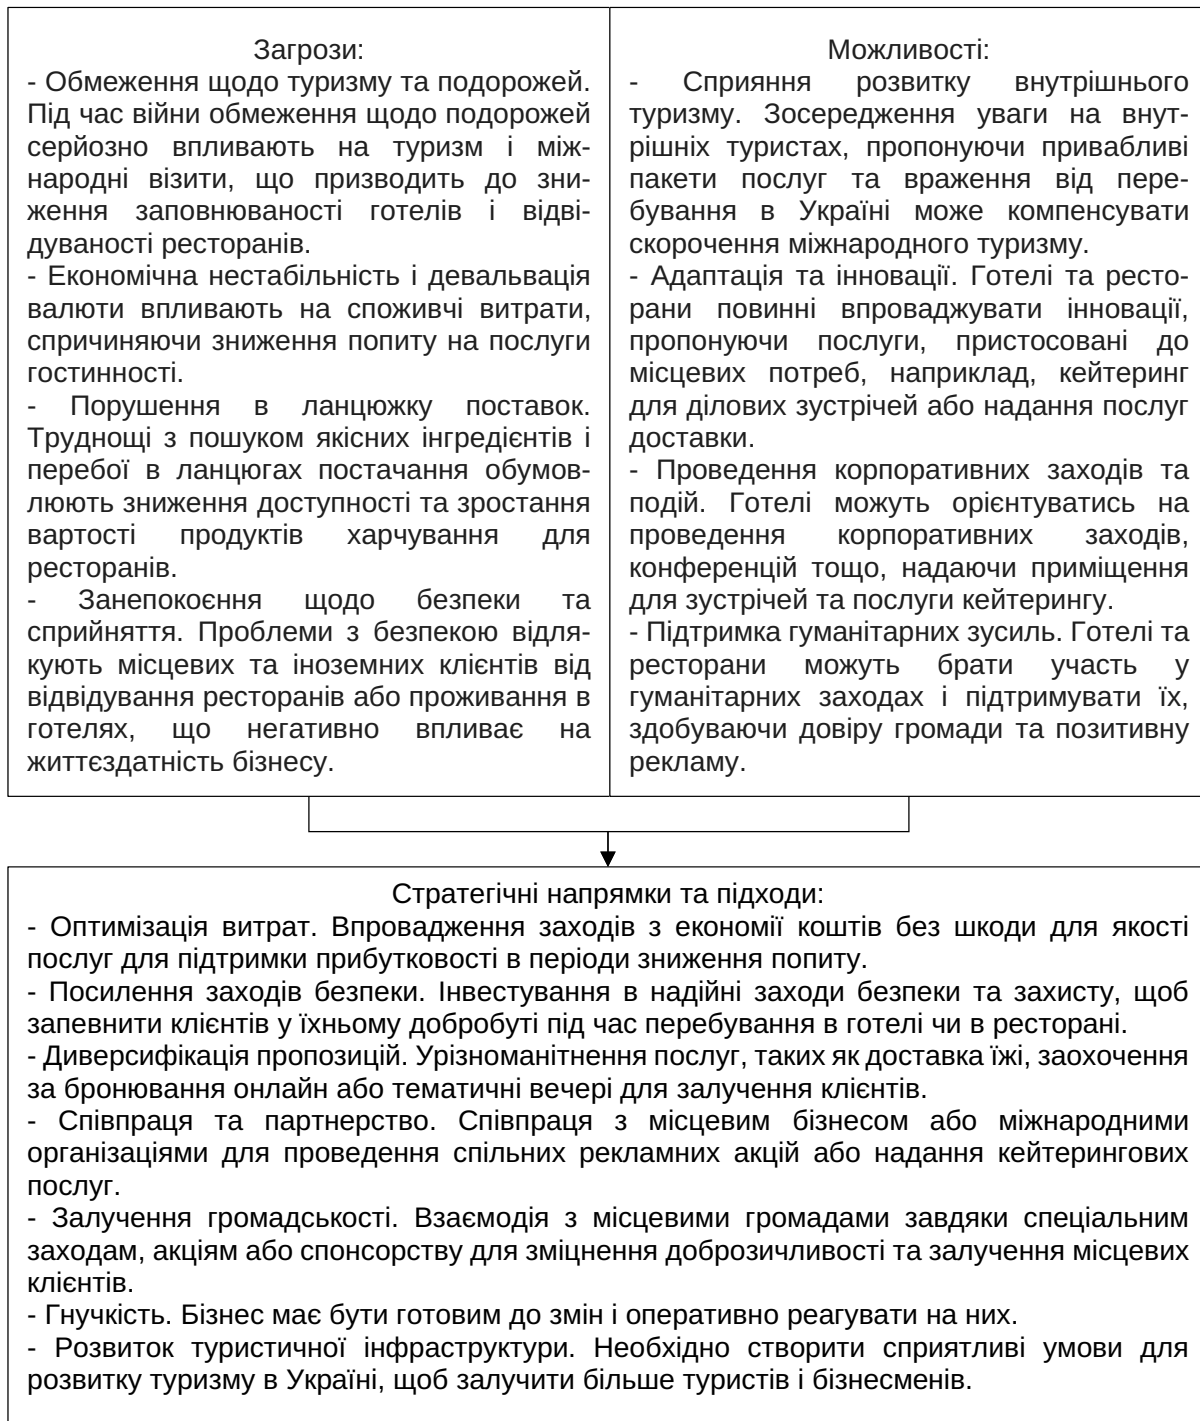 Загрози:
- Обмеження щодо туризму та подорожей.
Під час війни обмеження щодо подорожей
серйозно впливають на туризм і між-
народні візити, що призводить до зни-
ження заповнюваності готелів і відві-
дуваності ресторанів.
- Економічна нестабільність і девальвація
валюти впливають на споживчі витрати,
спричиняючи зниження попиту на послуги
гостинності.
- Порушення в ланцюжку поставок.
Труднощі з пошуком якісних інгредієнтів і
перебої в ланцюгах постачання обумов-
люють зниження доступності та зростання
вартості продуктів харчування для
ресторанів.
- Занепокоєння щодо безпеки та
сприйняття. Проблеми з безпекою відля-
кують місцевих та іноземних клієнтів від
відвідування ресторанів або проживання в
готелях, що негативно впливає на
життєздатність бізнесу.
Можливості:
- Сприяння розвитку внутрішнього
туризму. Зосередження уваги на внут-
рішніх туристах, пропонуючи привабливі
пакети послуг та враження від пере-
бування в Україні може компенсувати
скорочення міжнародного туризму.
- Адаптація та інновації. Готелі та ресто-
рани повинні впроваджувати інновації,
пропонуючи послуги, пристосовані до
місцевих потреб, наприклад, кейтеринг
для ділових зустрічей або надання послуг
доставки.
- Проведення корпоративних заходів та
подій. Готелі можуть орієнтуватись на
проведення корпоративних заходів,
конференцій тощо, надаючи приміщення
для зустрічей та послуги кейтерингу.
- Підтримка гуманітарних зусиль. Готелі та
ресторани можуть брати участь у
гуманітарних заходах і підтримувати їх,
здобуваючи довіру громади та позитивну
рекламу.
Стратегічні напрямки та підходи:
- Оптимізація витрат. Впровадження заходів з економії коштів без шкоди для якості
послуг для підтримки прибутковості в періоди зниження попиту.
- Посилення заходів безпеки. Інвестування в надійні заходи безпеки та захисту, щоб
запевнити клієнтів у їхньому добробуті під час перебування в готелі чи в ресторані.
- Диверсифікація пропозицій. Урізноманітнення послуг, таких як доставка їжі, заохочення
за бронювання онлайн або тематичні вечері для залучення клієнтів.
- Співпраця та партнерство. Співпраця з місцевим бізнесом або міжнародними
організаціями для проведення спільних рекламних акцій або надання кейтерингових
послуг.
- Залучення громадськості. Взаємодія з місцевими громадами завдяки спеціальним
заходам, акціям або спонсорству для зміцнення доброзичливості та залучення місцевих
клієнтів.
- Гнучкість. Бізнес має бути готовим до змін і оперативно реагувати на них.
- Розвиток туристичної інфраструктури. Необхідно створити сприятливі умови для
розвитку туризму в Україні, щоб залучити більше туристів і бізнесменів.